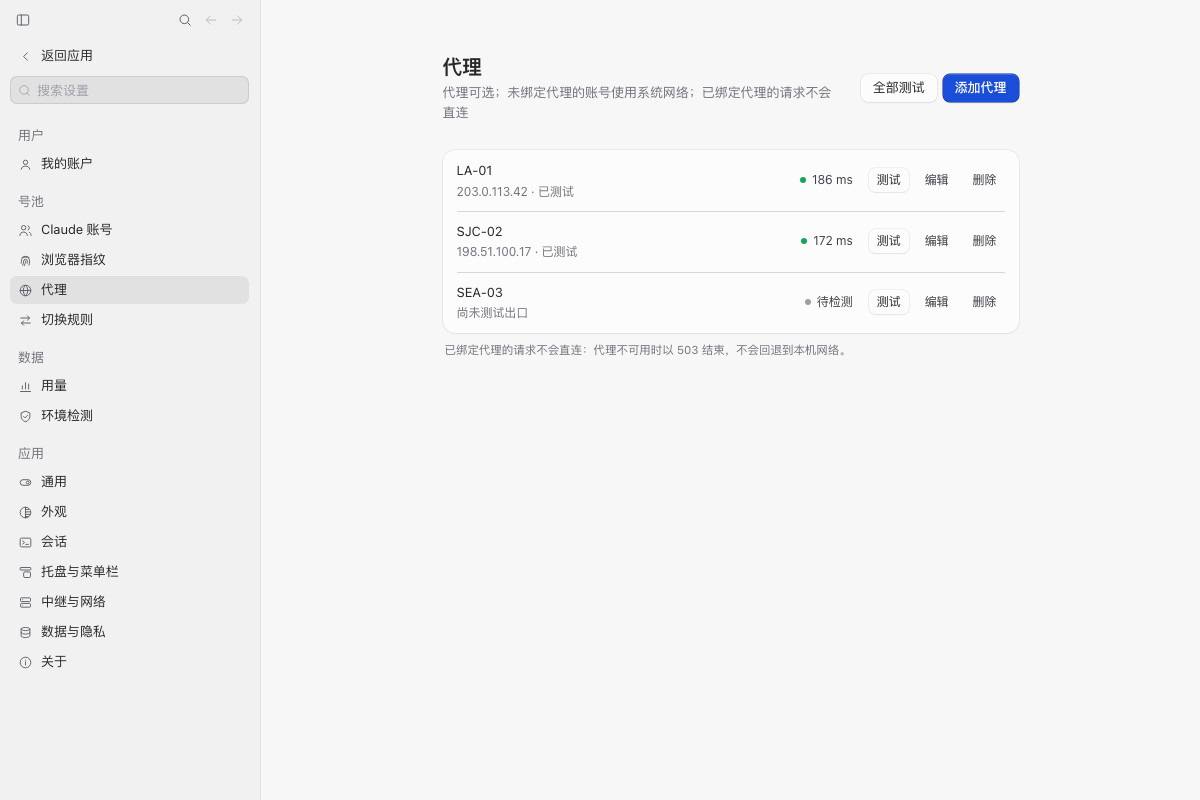 返回应用
搜索设置
用户
我的账户
号池
Claude 账号
浏览器指纹
代理
切换规则
数据
用量
环境检测
应用
通用
外观
会话
托盘与菜单栏
中继与网络
数据与隐私
关于
代理
代理可选；未绑定代理的账号使用系统网络；已绑定代理的请求不会
直连
全部测试
添加代理
LA-01
203.0.113.42 · 已测试
186 ms
测试
编辑
删除
SJC-02
198.51.100.17 · 已测试
172 ms
测试
编辑
删除
SEA-03
尚未测试出口
待检测
测试
编辑
删除
已绑定代理的请求不会直连：代理不可用时以 503 结束，不会回退到本机网络。